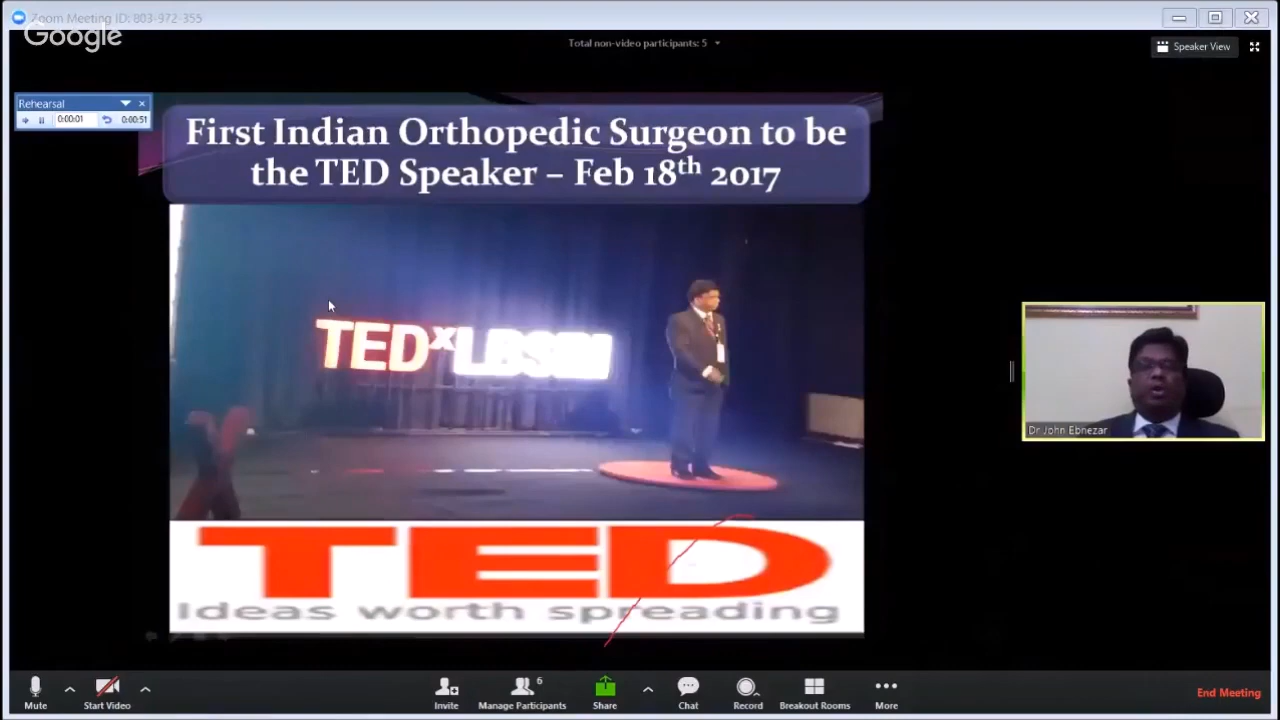 Zoom Meeting ID: 803-972-355
Google
Total non-video participants: 5
Speaker View
Rehearsal
0:00:01
0:00:51
First Indian Orthopedic Surgeon to be
the TED Speaker – Feb 18th 2017
TEDxLBSIM
TED
Ideas worth spreading
Dr John Ebnezar
Mute
Start Video
Invite
6
Manage Participants
Share
Chat
Record
Breakout Rooms
More
End Meeting